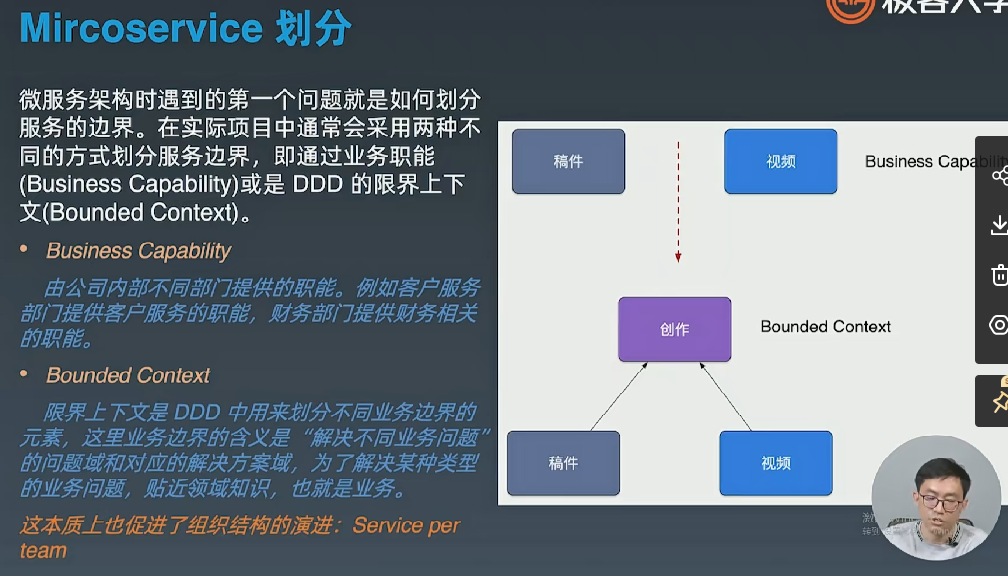 Mircoservice 划分
微服务架构时遇到的第一个问题就是如何划分
服务的边界。在实际项目中通常会采用两种不
同的方式划分服务边界，即通过业务职能
(Business Capability)或是 DDD 的限界上下
文(Bounded Context)。
• Business Capability
由公司内部不同部门提供的职能。例如客户服务
部门提供客户服务的职能，财务部门提供财务相关
的职能。
• Bounded Context
限界上下文是 DDD 中用来划分不同业务边界的
元素，这里业务边界的含义是“解决不同业务问题”
的问题域和对应的解决方案域，为了解决某种类型
的业务问题，贴近领域知识，也就是业务。
这本质上也促进了组织结构的演进：Service per
team
极客大学
稿件
视频
Business Capability
创作
Bounded Context
稿件
视频